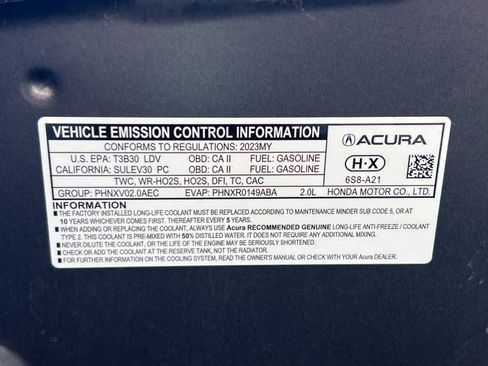 VEHICLE EMISSION CONTROL INFORMATION
CONFORMS TO REGULATIONS: 2023MY
U.S. EPA: T3B30 LDV OBD: CA II FUEL: GASOLINE
CALIFORNIA: SULEV30 PC OBD: CA II FUEL: GASOLINE
TWC, WR-HO2S, HO2S, DFI, TC, CAC
GROUP: PHNXV02.0AEC EVAP: PHNXR0149ABA 2.0L
ACURA
H·X
6S8-A21
HONDA MOTOR CO., LTD.
INFORMATION
■ THE FACTORY INSTALLED LONG-LIFE COOLANT MUST BE REPLACED ACCORDING TO MAINTENANCE MINDER SUB CODE 5, OR AT
10 YEARS WHICHEVER COMES FIRST. AFTER THAT REPLACE EVERY 5 YEARS.
■ WHEN ADDING OR REPLACING THE COOLANT, ALWAYS USE Acura RECOMMENDED GENUINE LONG-LIFE ANTI-FREEZE / COOLANT
TYPE 2. THIS COOLANT IS PRE-MIXED WITH 50% DISTILLED WATER. IT DOES NOT REQUIRE ANY ADDITIONAL MIXING.
■ NEVER DILUTE THE COOLANT, OR THE LIFE OF THE ENGINE MAY BE SERIOUSLY SHORTENED.
■ CHECK OR ADD THE COOLANT AT THE RESERVE TANK, NOT THE RADIATOR.
■ FOR FURTHER INFORMATION ON THE COOLING SYSTEM, READ THE OWNER'S MANUAL OR CHECK WITH YOUR Acura DEALER.